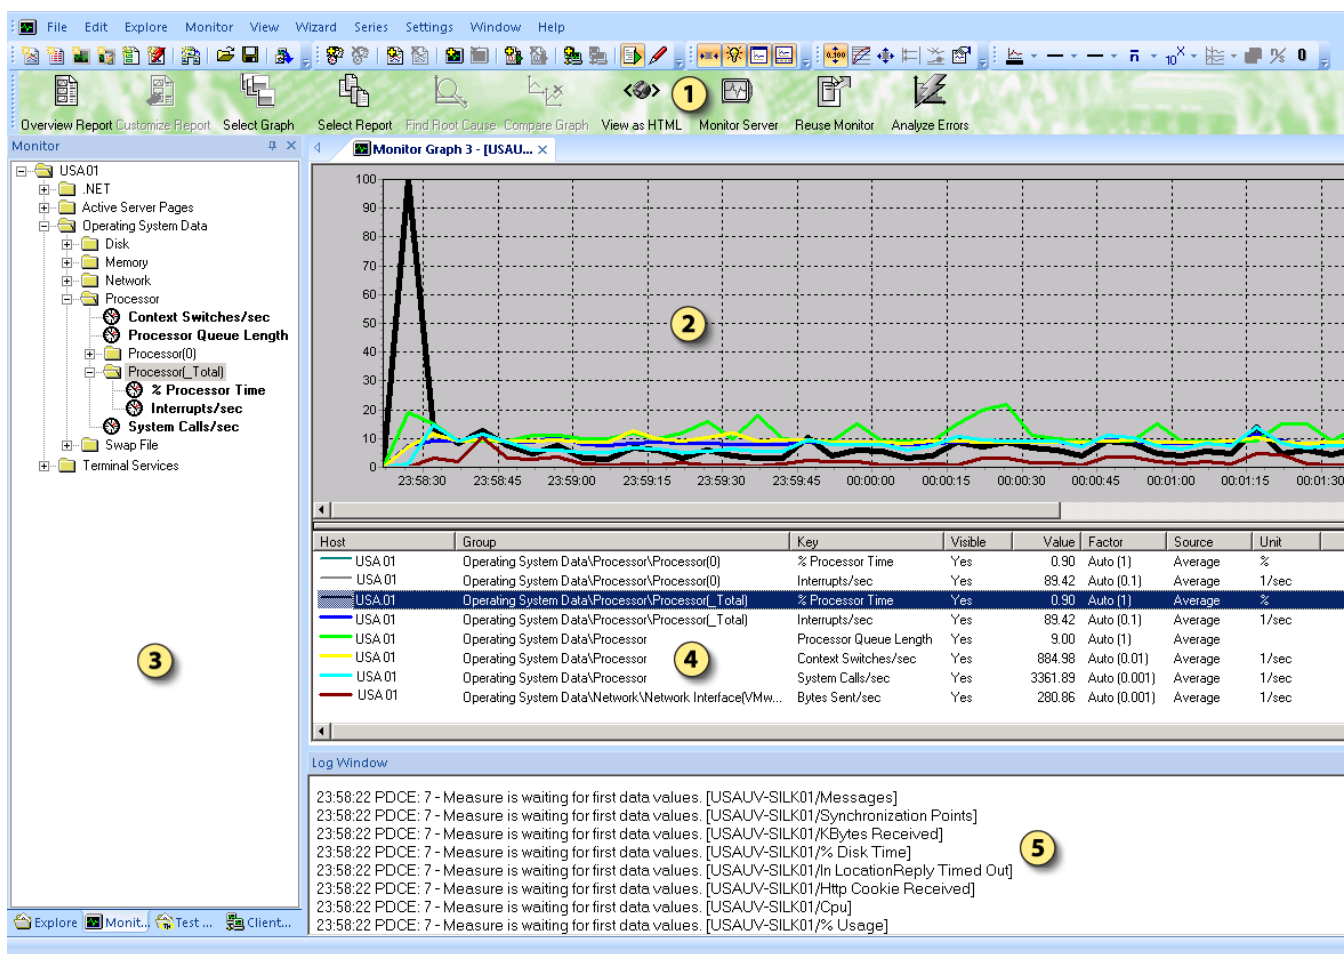 File Edit Explore Monitor View Wizard Series Settings Window Help
0.100 n 10X % 0
Overview Report Customize Report Select Graph Select Report Find Root Cause Compare Graph View as HTML 1 Monitor Server Reuse Monitor Analyze Errors
Monitor
USA01
.NET
Active Server Pages
Operating System Data
Disk
Memory
Network
Processor
Context Switches/sec
Processor Queue Length
Processor(0)
Processor(_Total)
% Processor Time
Interrupts/sec
System Calls/sec
Swap File
Terminal Services
3
Explore Monit... Test ... Client...
Monitor Graph 3 - [USAU...
100
90
80
70
60
50
40
30
20
10
0
2
23:58:30 23:58:45 23:59:00 23:59:15 23:59:30 23:59:45 00:00:00 00:00:15 00:00:30 00:00:45 00:01:00 00:01:15 00:01:30
Host Group Key Visible Value Factor Source Unit
USA 01 Operating System Data\Processor\Processor(0) % Processor Time Yes 0.90 Auto (1) Average %
USA 01 Operating System Data\Processor\Processor(0) Interrupts/sec Yes 89.42 Auto (0.1) Average 1/sec
USA.01 Operating System Data\Processor\Processor(_Total) % Processor Time Yes 0.90 Auto (1) Average %
USA 01 Operating System Data\Processor\Processor(_Total) Interrupts/sec Yes 89.42 Auto (0.1) Average 1/sec
USA 01 Operating System Data\Processor Processor Queue Length Yes 9.00 Auto (1) Average
USA 01 Operating System Data\Processor 4 Context Switches/sec Yes 884.98 Auto (0.01) Average 1/sec
USA 01 Operating System Data\Processor System Calls/sec Yes 3361.89 Auto (0.001) Average 1/sec
USA 01 Operating System Data\Network\Network Interface(VMw... Bytes Sent/sec Yes 280.86 Auto (0.001) Average 1/sec
Log Window
23:58:22 PDCE: 7 - Measure is waiting for first data values. [USAUV-SILK01/Messages]
23:58:22 PDCE: 7 - Measure is waiting for first data values. [USAUV-SILK01/Synchronization Points]
23:58:22 PDCE: 7 - Measure is waiting for first data values. [USAUV-SILK01/KBytes Received]
23:58:22 PDCE: 7 - Measure is waiting for first data values. [USAUV-SILK01/% Disk Time]
5
23:58:22 PDCE: 7 - Measure is waiting for first data values. [USAUV-SILK01/In LocationReply Timed Out]
23:58:22 PDCE: 7 - Measure is waiting for first data values. [USAUV-SILK01/Http Cookie Received]
23:58:22 PDCE: 7 - Measure is waiting for first data values. [USAUV-SILK01/Cpu]
23:58:22 PDCE: 7 - Measure is waiting for first data values. [USAUV-SILK01/% Usage]